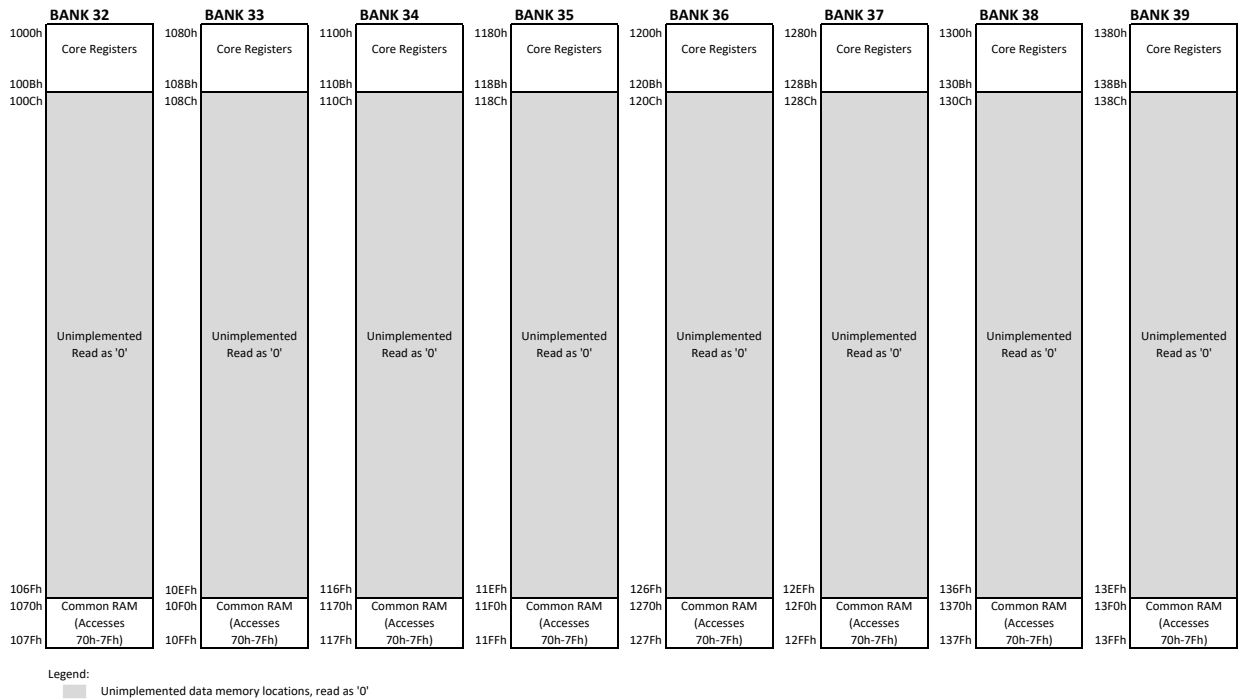 BANK 32 BANK 33 BANK 34 BANK 35 BANK 36 BANK 37 BANK 38 BANK 39
1000h 1080h 1100h 1180h 1200h 1280h 1300h 1380h
Core Registers Core Registers Core Registers Core Registers Core Registers Core Registers Core Registers Core Registers
100Bh 108Bh 110Bh 118Bh 120Bh 128Bh 130Bh 138Bh
100Ch 108Ch 110Ch 118Ch 120Ch 128Ch 130Ch 138Ch
Unimplemented Unimplemented Unimplemented Unimplemented Unimplemented Unimplemented Unimplemented Unimplemented
Read as '0' Read as '0' Read as '0' Read as '0' Read as '0' Read as '0' Read as '0' Read as '0'
106Fh 10EFh 116Fh 11EFh 126Fh 12EFh 136Fh 13EFh
1070h Common RAM 10F0h Common RAM 1170h Common RAM 11F0h Common RAM 1270h Common RAM 12F0h Common RAM 1370h Common RAM 13F0h Common RAM
(Accesses (Accesses (Accesses (Accesses (Accesses (Accesses (Accesses (Accesses
107Fh 70h-7Fh) 10FFh 70h-7Fh) 117Fh 70h-7Fh) 11FFh 70h-7Fh) 127Fh 70h-7Fh) 12FFh 70h-7Fh) 137Fh 70h-7Fh) 13FFh 70h-7Fh)
Legend:
Unimplemented data memory locations, read as '0'